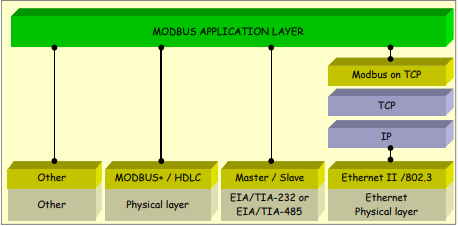 MODBUS APPLICATION LAYER
Modbus on TCP
TCP
IP
Other
MODBUS+ / HDLC
Master / Slave
Ethernet II /802.3
Other
Physical layer
EIA/TIA-232 or
EIA/TIA-485
Ethernet
Physical layer